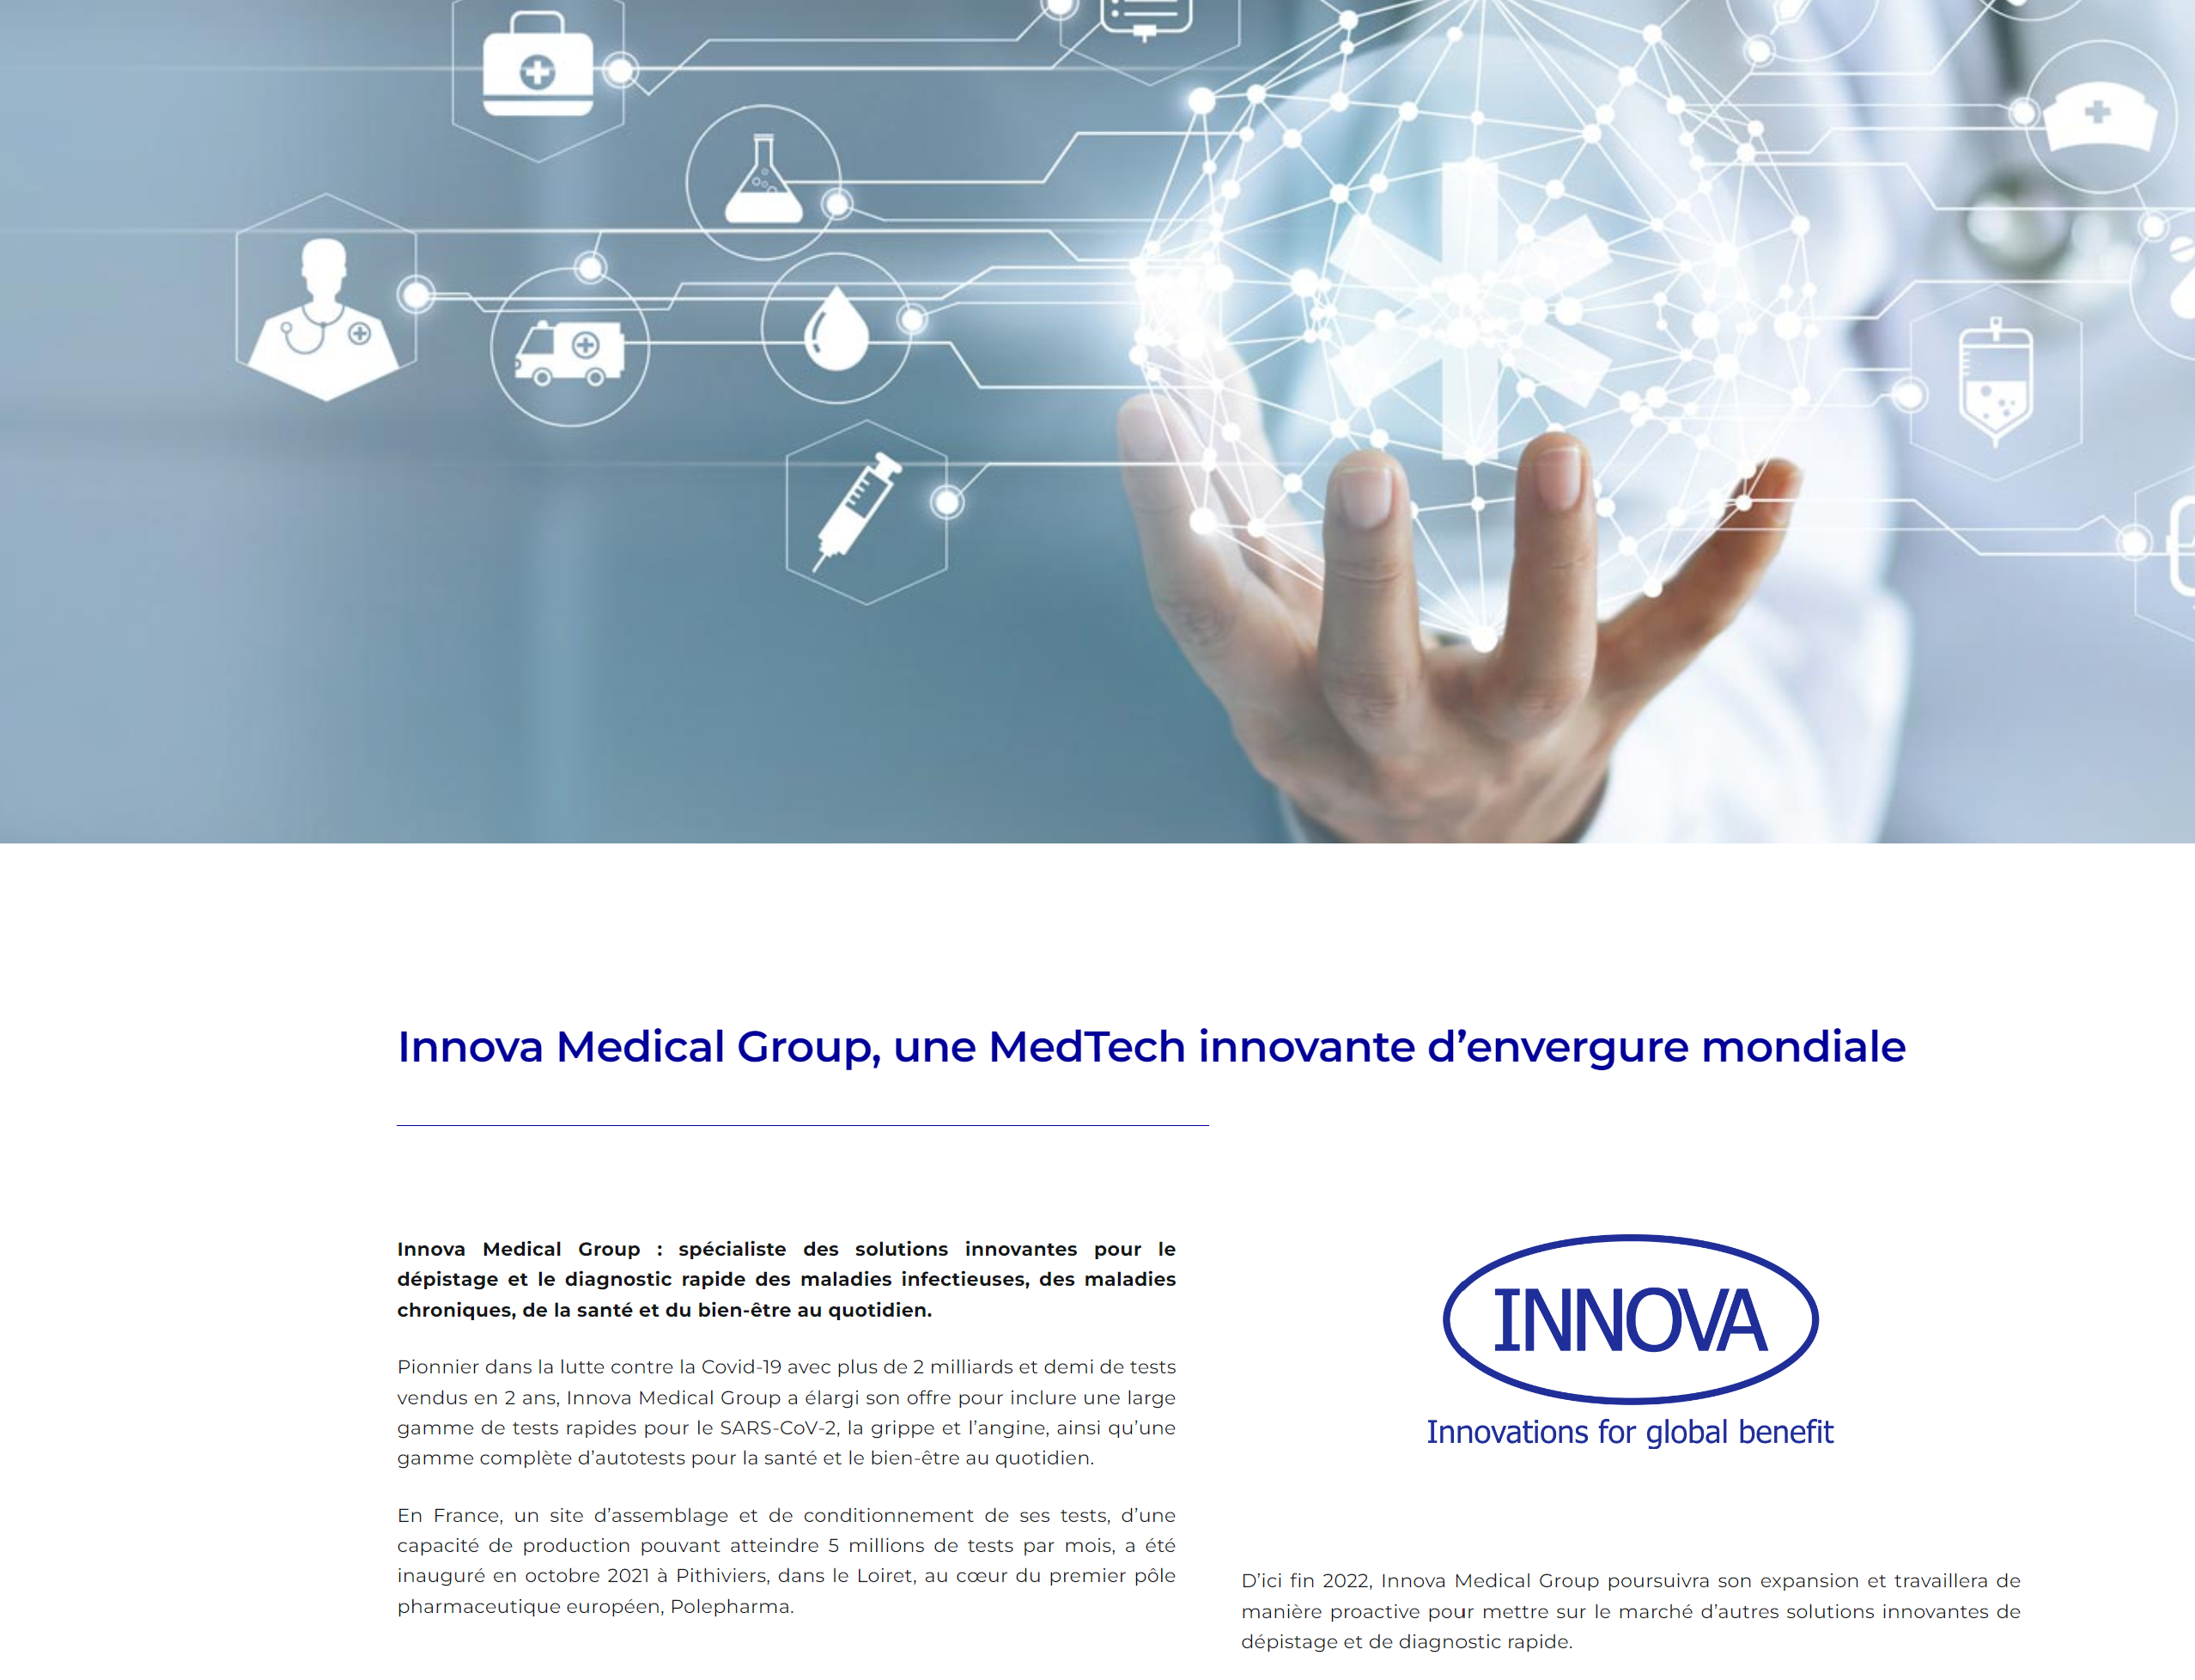 Innova Medical Group, une MedTech innovante d’envergure mondiale
Innova Medical Group : spécialiste des solutions innovantes pour le
dépistage et le diagnostic rapide des maladies infectieuses, des maladies
chroniques, de la santé et du bien-être au quotidien.
Pionnier dans la lutte contre la Covid-19 avec plus de 2 milliards et demi de tests
vendus en 2 ans, Innova Medical Group a élargi son offre pour inclure une large
gamme de tests rapides pour le SARS-CoV-2, la grippe et l’angine, ainsi qu’une
gamme complète d’autotests pour la santé et le bien-être au quotidien.
En France, un site d’assemblage et de conditionnement de ses tests, d’une
capacité de production pouvant atteindre 5 millions de tests par mois, a été
inauguré en octobre 2021 à Pithiviers, dans le Loiret, au cœur du premier pôle
pharmaceutique européen, Polepharma.
INNOVA
Innovations for global benefit
D’ici fin 2022, Innova Medical Group poursuivra son expansion et travaillera de
manière proactive pour mettre sur le marché d’autres solutions innovantes de
dépistage et de diagnostic rapide.